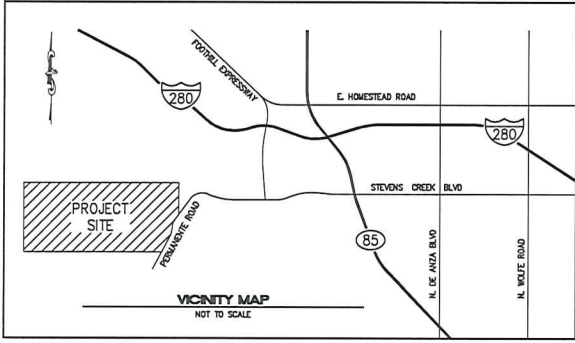 FOOTHILL EXPRESSWAY
280
E. HOMESTEAD ROAD
280
STEVENS CREEK BLVD
PROJECT
SITE
PERMANENTE ROAD
85
N. DE ANZA BLVD
N. WOLFE ROAD
VICINITY MAP
NOT TO SCALE